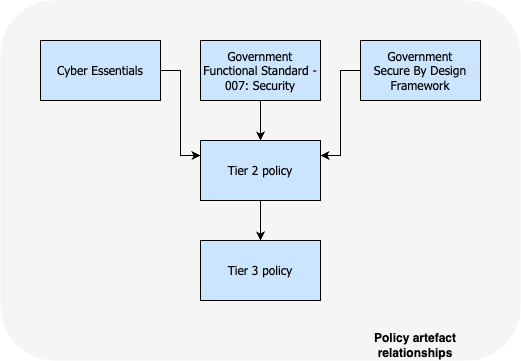 Cyber Essentials
Government
Functional Standard -
007: Security
Government
Secure By Design
Framework
Tier 2 policy
Tier 3 policy
Policy artefact
relationships